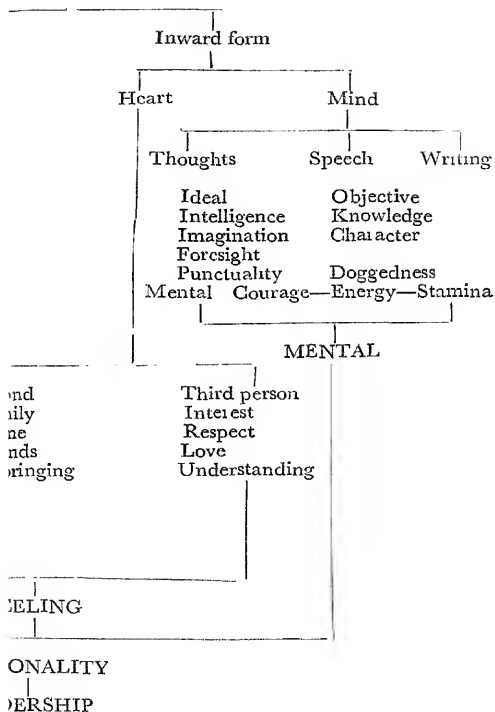 Inward form
Heart Mind
Thoughts Speech Writing
Ideal Objective
Intelligence Knowledge
Imagination Character
Foresight
Punctuality Doggedness
Mental Courage—Energy—Stamina
MENTAL
Third person
Interest
Respect
Love
Understanding